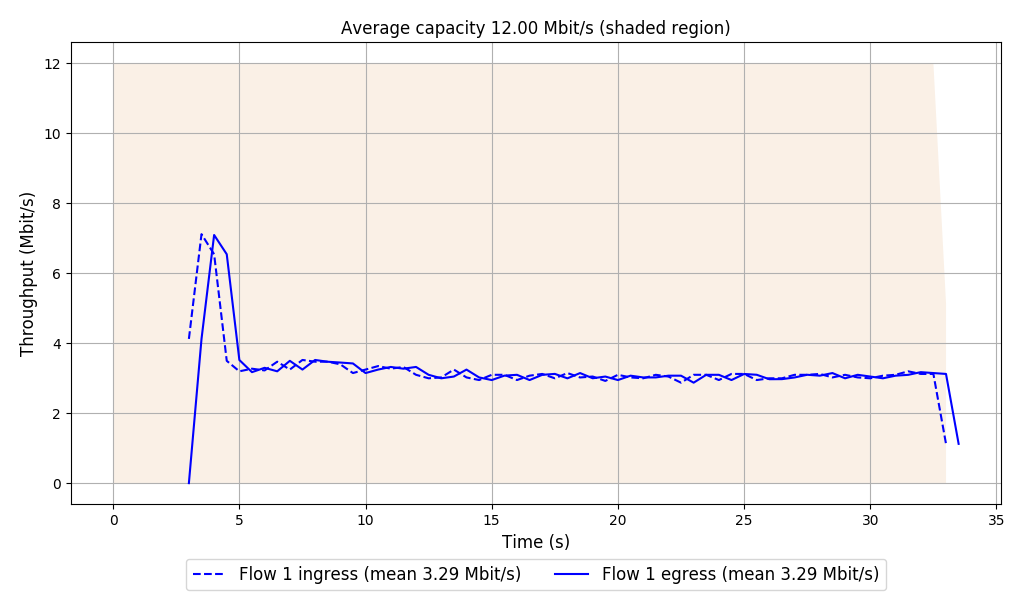 Average capacity 12.00 Mbit/s (shaded region)
12
10
8
6
4
2
0
Throughput (Mbit/s)
0 5 10 15 20 25 30 35
Time (s)
Flow 1 ingress (mean 3.29 Mbit/s) Flow 1 egress (mean 3.29 Mbit/s)